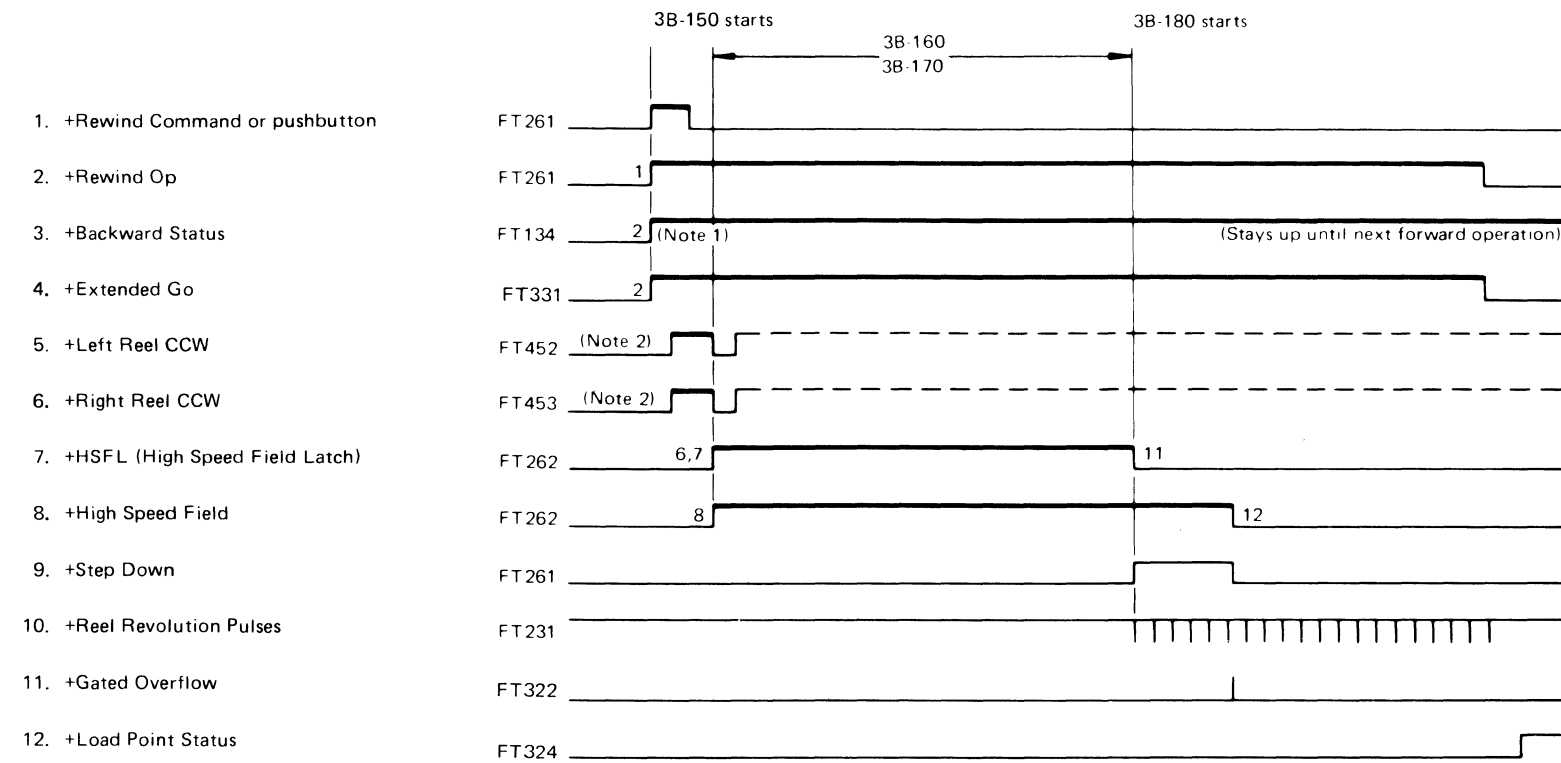 3B-150 starts
3B-180 starts
3B-160
3B-170
1. +Rewind Command or pushbutton FT261
2. +Rewind Op FT261 1
3. +Backward Status FT134 2 (Note 1) (Stays up until next forward operation)
4. +Extended Go FT331 2
5. +Left Reel CCW FT452 (Note 2)
6. +Right Reel CCW FT453 (Note 2)
7. +HSFL (High Speed Field Latch) FT262 6,7 11
8. +High Speed Field FT262 8 12
9. +Step Down FT261
10. +Reel Revolution Pulses FT231
11. +Gated Overflow FT322
12. +Load Point Status FT324